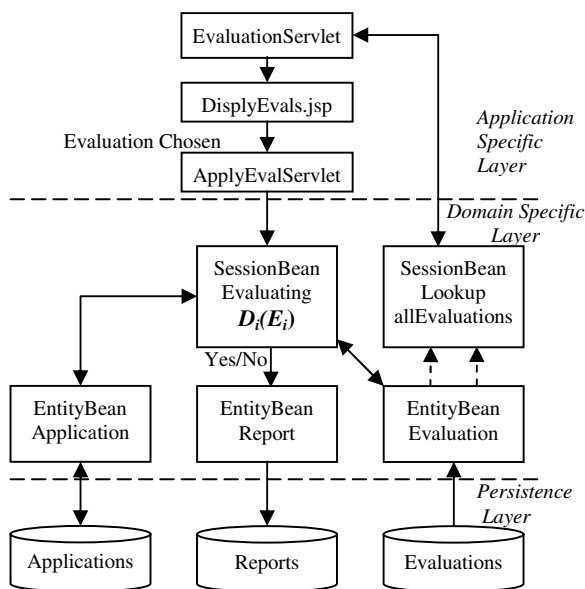 EvaluationServlet
DisplyEvals.jsp
Evaluation Chosen
ApplyEvalServlet
Application
Specific
Layer
Domain Specific
Layer
SessionBean
Evaluating
Di(Ei)
SessionBean
Lookup
allEvaluations
Yes/No
EntityBean
Application
EntityBean
Report
EntityBean
Evaluation
Persistence
Layer
Applications
Reports
Evaluations